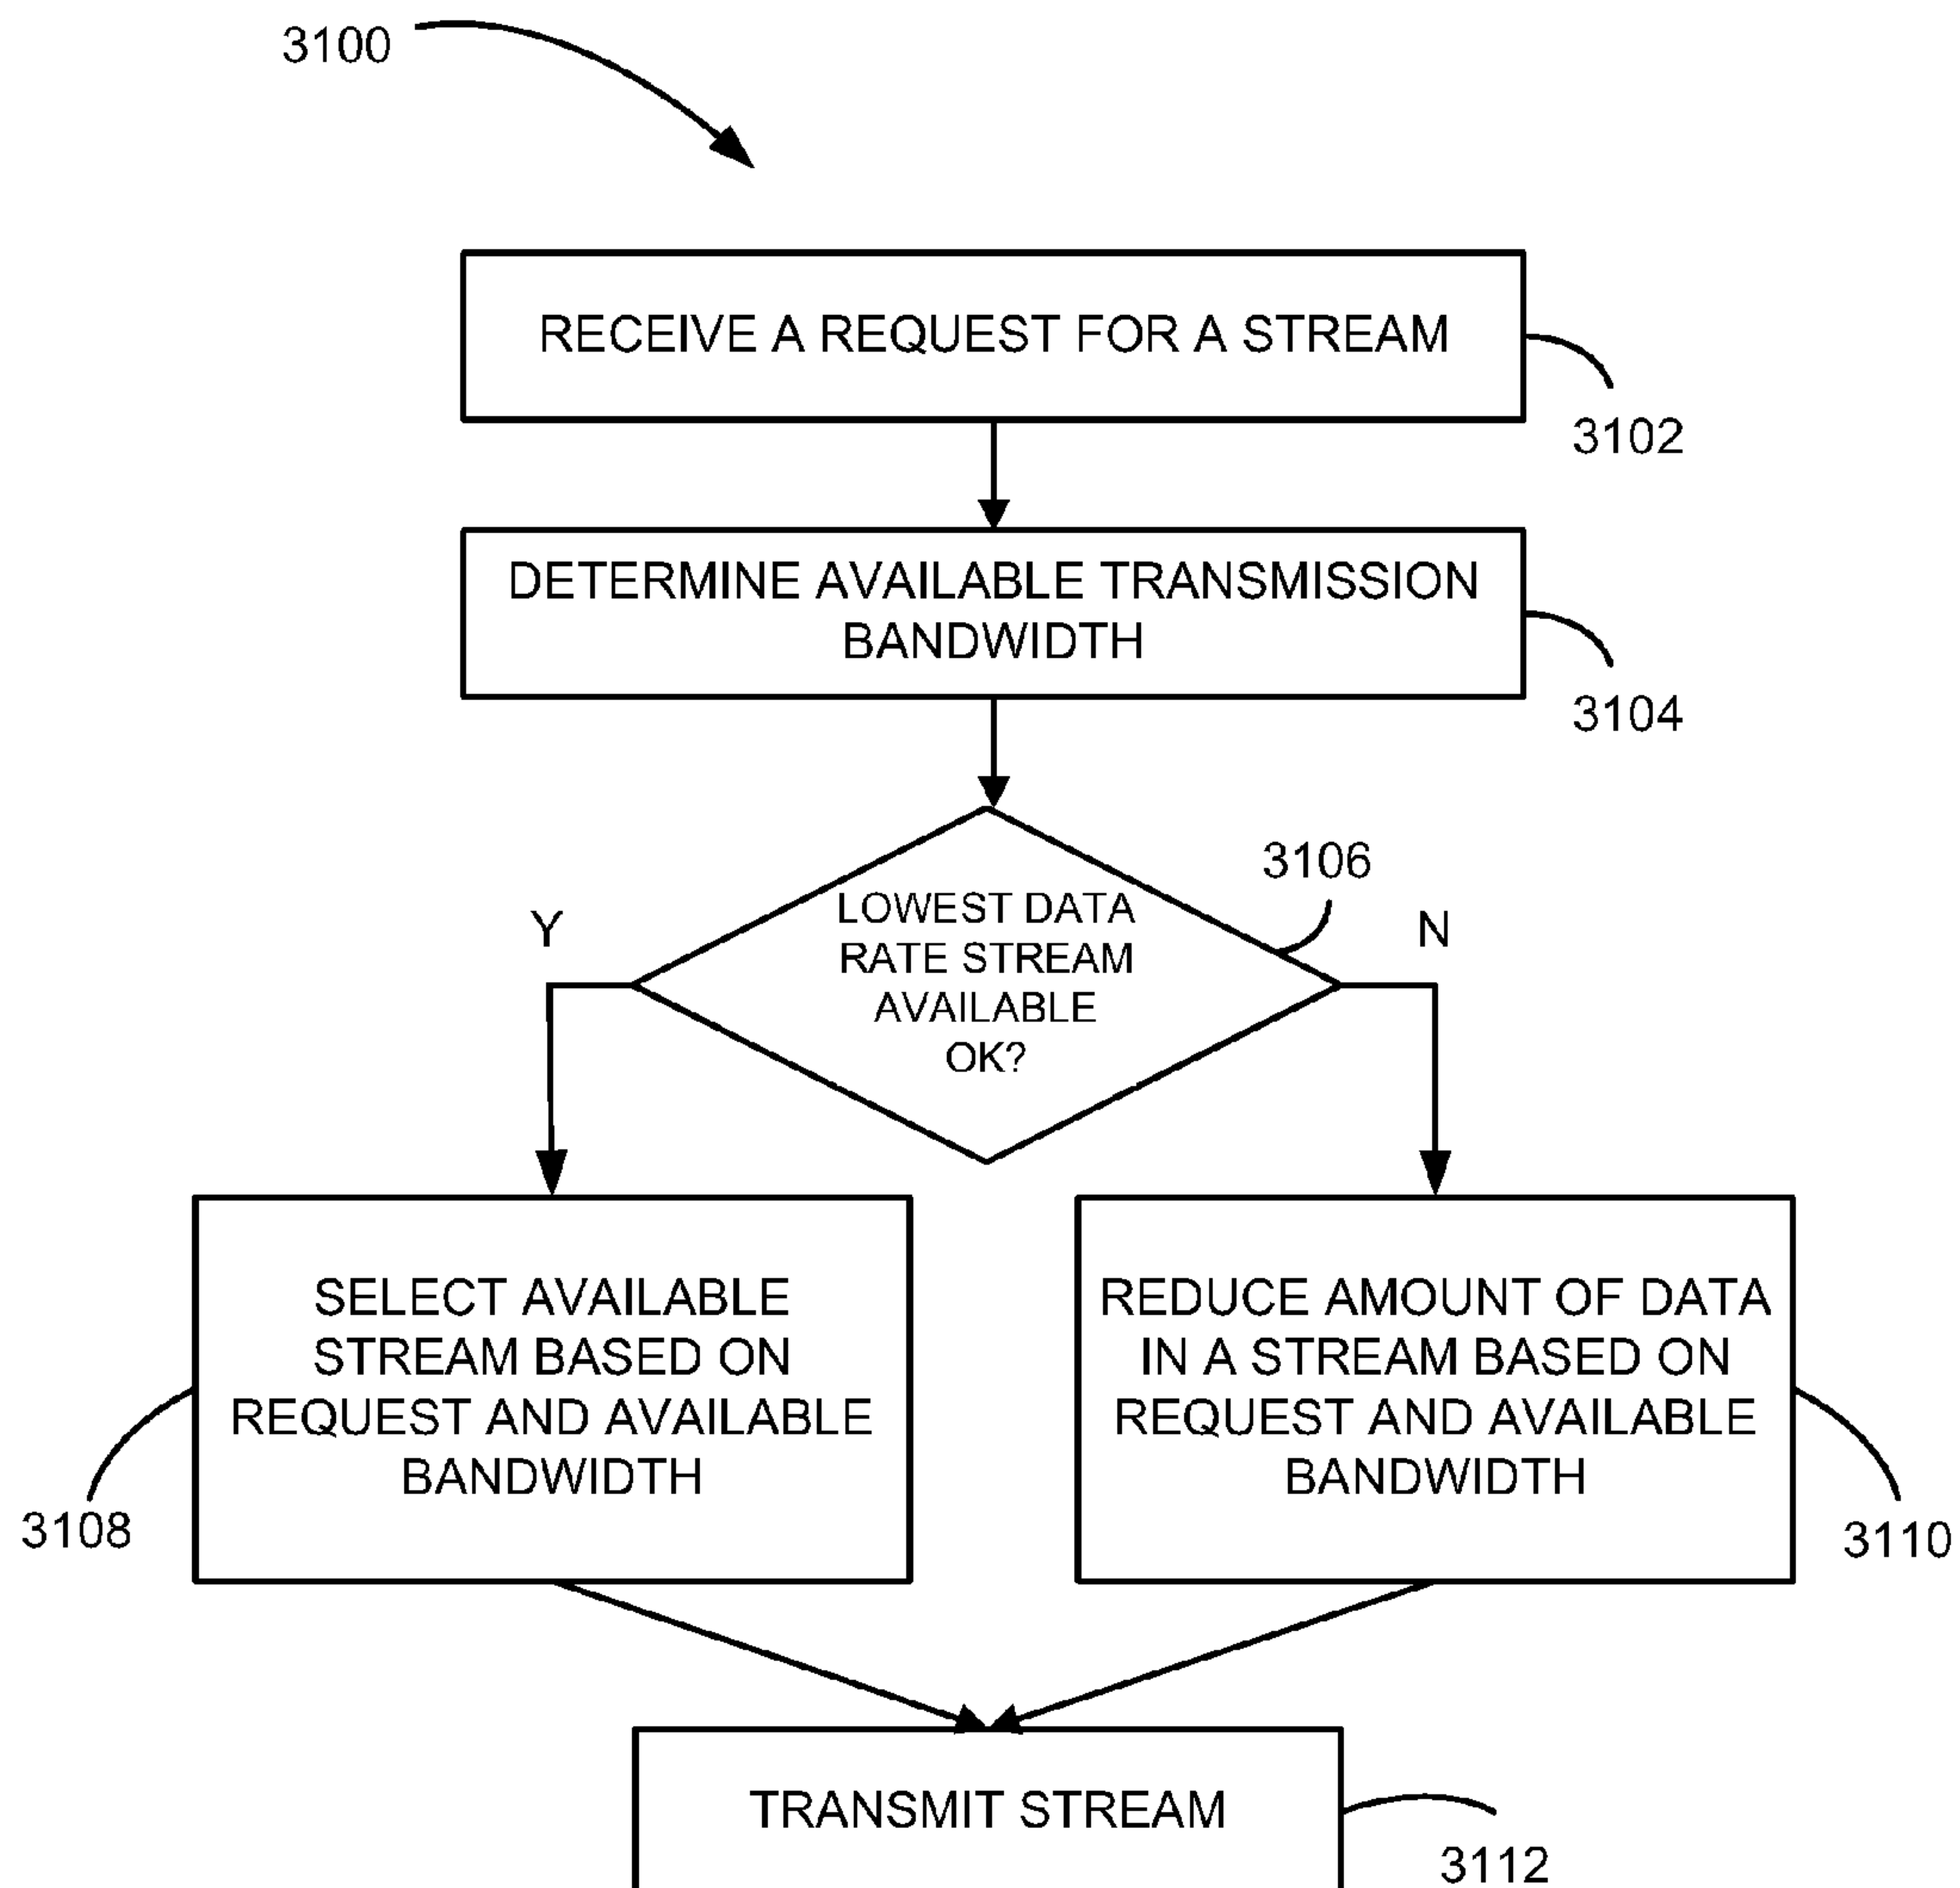 3100
RECEIVE A REQUEST FOR A STREAM
3102
DETERMINE AVAILABLE TRANSMISSION
BANDWIDTH
3104
3106
LOWEST DATA
RATE STREAM
AVAILABLE
OK?
Y
N
SELECT AVAILABLE
STREAM BASED ON
REQUEST AND AVAILABLE
BANDWIDTH
3108
REDUCE AMOUNT OF DATA
IN A STREAM BASED ON
REQUEST AND AVAILABLE
BANDWIDTH
3110
TRANSMIT STREAM
3112